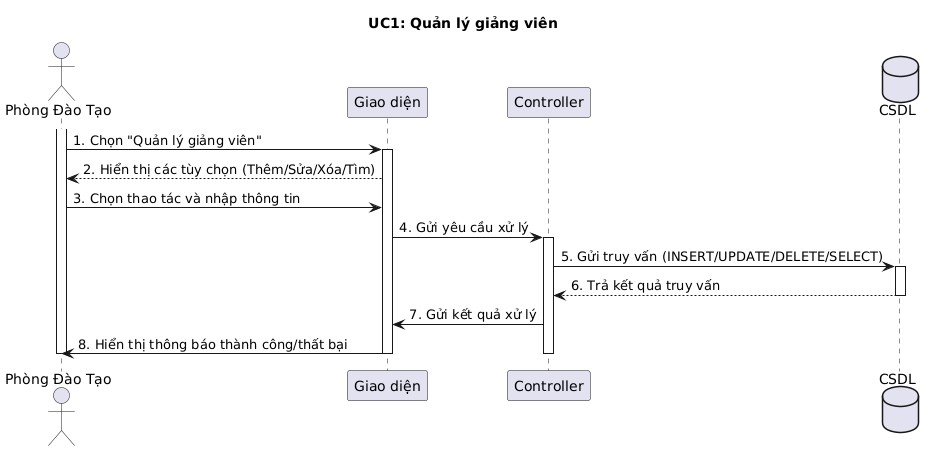 UC1: Quản lý giảng viên
Phòng Đào Tạo
Giao diện
Controller
CSDL
1. Chọn "Quản lý giảng viên"
2. Hiển thị các tùy chọn (Thêm/Sửa/Xóa/Tìm)
3. Chọn thao tác và nhập thông tin
4. Gửi yêu cầu xử lý
5. Gửi truy vấn (INSERT/UPDATE/DELETE/SELECT)
6. Trả kết quả truy vấn
7. Gửi kết quả xử lý
8. Hiển thị thông báo thành công/thất bại
Phòng Đào Tạo
Giao diện
Controller
CSDL